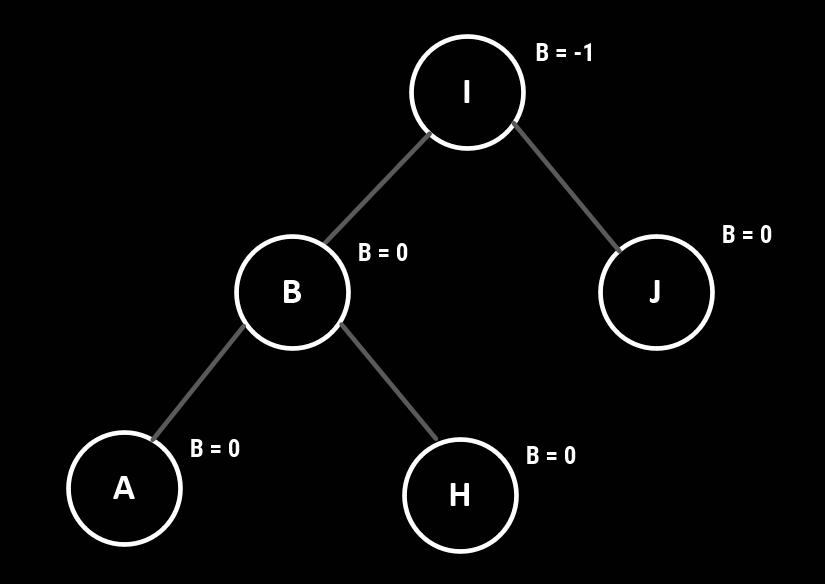 I
B = -1
B
B = 0
J
B = 0
A
B = 0
H
B = 0